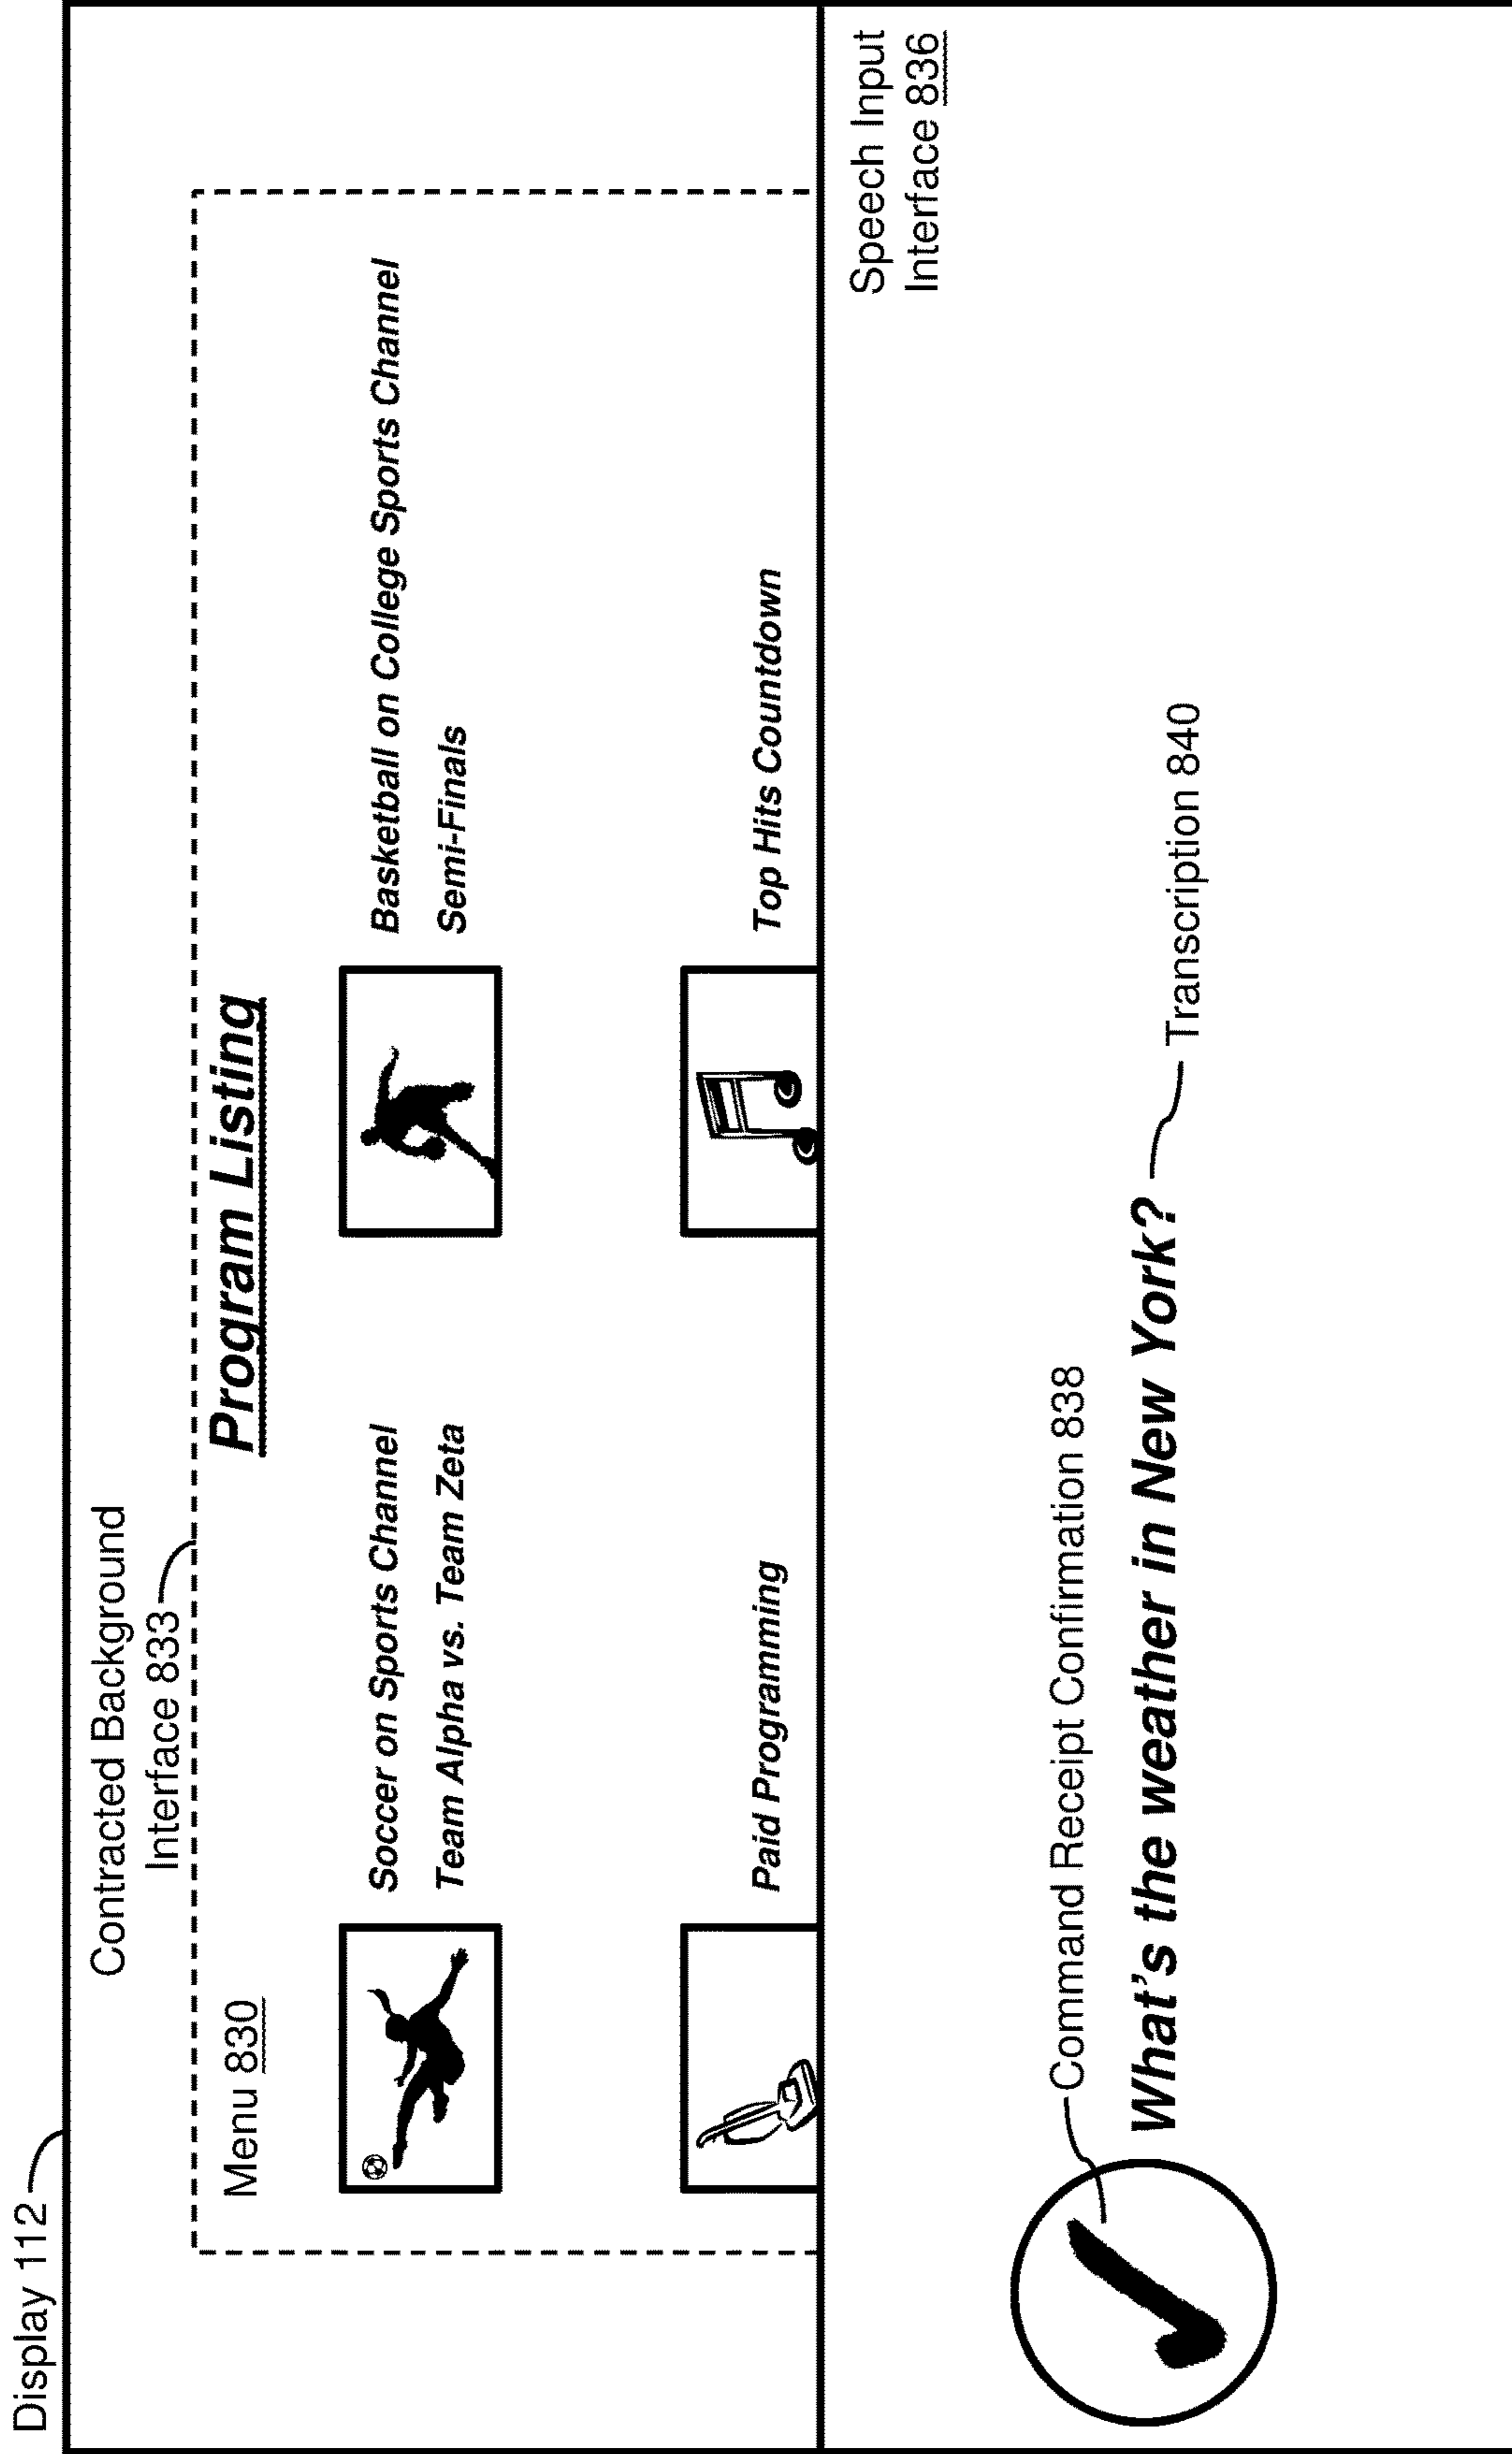 Display 112
Contracted Background
Interface 833
Menu 830
Program Listing
Soccer on Sports Channel
Team Alpha vs. Team Zeta
Basketball on College Sports Channel
Semi-Finals
Paid Programming
Top Hits Countdown
Speech Input
Interface 836
Command Receipt Confirmation 838
What's the weather in New York?
Transcription 840